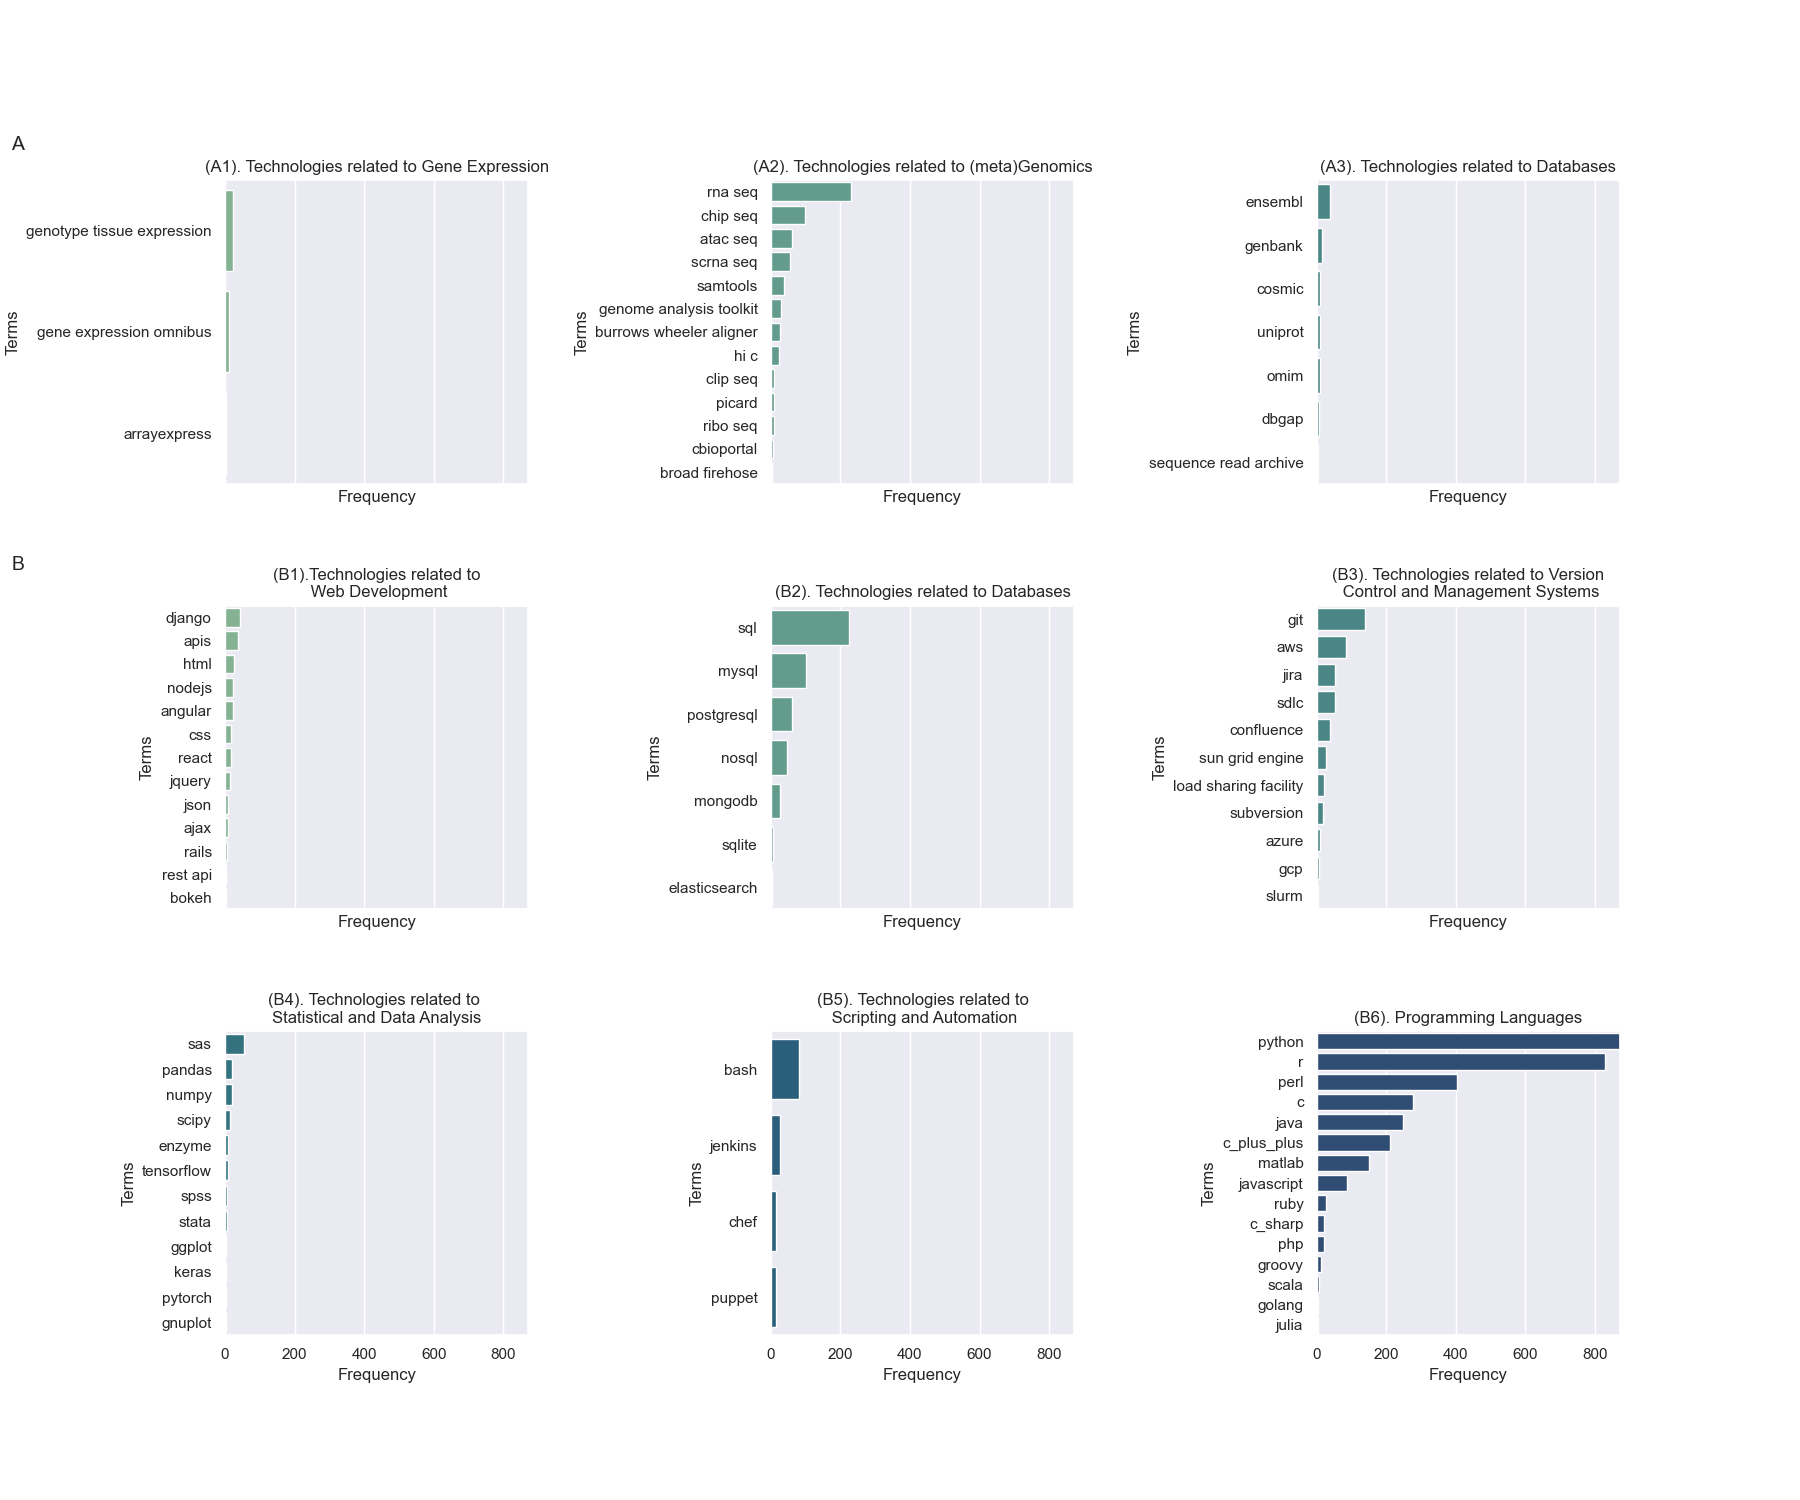 A
(A1). Technologies related to Gene Expression
Terms
genotype tissue expression
gene expression omnibus
arrayexpress
Frequency
(A2). Technologies related to (meta)Genomics
Terms
rna seq
chip seq
atac seq
scrna seq
samtools
genome analysis toolkit
burrows wheeler aligner
hi c
clip seq
picard
ribo seq
cbioportal
broad firehose
Frequency
(A3). Technologies related to Databases
Terms
ensembl
genbank
cosmic
uniprot
omim
dbgap
sequence read archive
Frequency
B
(B1).Technologies related to
Web Development
Terms
django
apis
html
nodejs
angular
css
react
jquery
json
ajax
rails
rest api
bokeh
Frequency
(B2). Technologies related to Databases
Terms
sql
mysql
postgresql
nosql
mongodb
sqlite
elasticsearch
Frequency
(B3). Technologies related to Version
Control and Management Systems
Terms
git
aws
jira
sdlc
confluence
sun grid engine
load sharing facility
subversion
azure
gcp
slurm
Frequency
(B4). Technologies related to
Statistical and Data Analysis
Terms
sas
pandas
numpy
scipy
enzyme
tensorflow
spss
stata
ggplot
keras
pytorch
gnuplot
0 200 400 600 800
Frequency
(B5). Technologies related to
Scripting and Automation
Terms
bash
jenkins
chef
puppet
0 200 400 600 800
Frequency
(B6). Programming Languages
Terms
python
r
perl
c
java
c_plus_plus
matlab
javascript
ruby
c_sharp
php
groovy
scala
golang
julia
0 200 400 600 800
Frequency